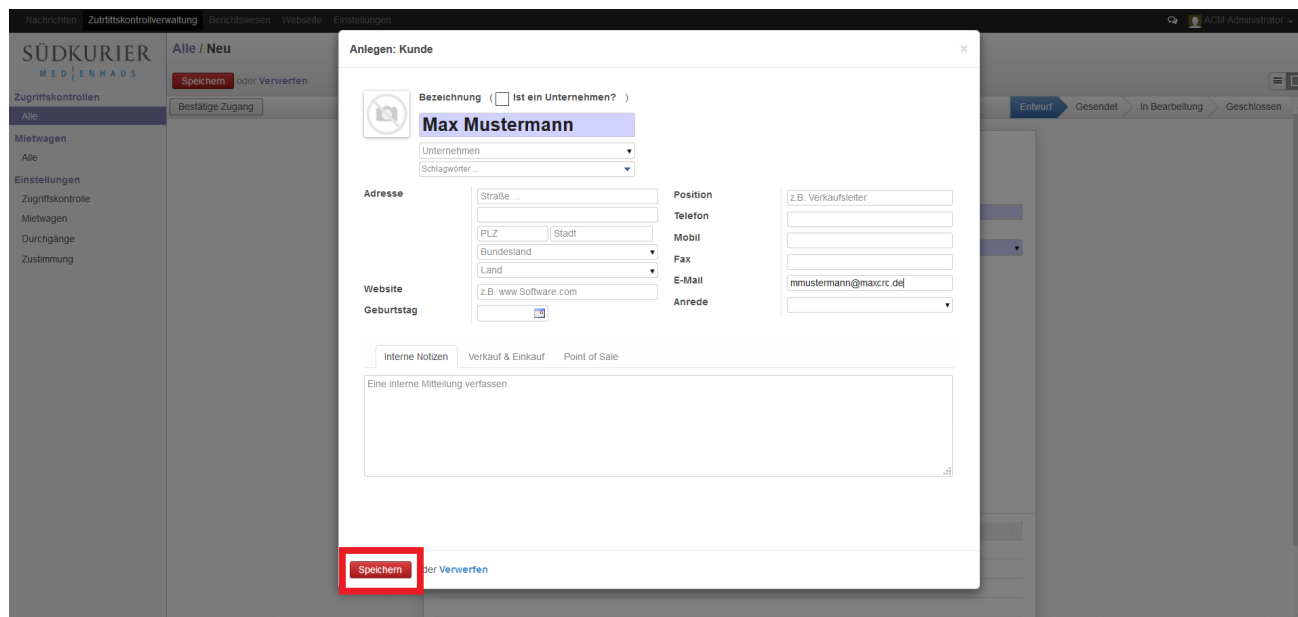 Nachrichten Zutrtittskontrollverwaltung Berichtswesen Webseite Einstellungen ACM Administrator
SÜDKURIER
MEDIENHAUS
Alle / Neu
Speichern oder Verwerfen
Zugriffskontrollen
Alle
Bestätige Zugang
Entwurf Gesendet In Bearbeitung Geschlossen
Mietwagen
Alle
Einstellungen
Zugriffskontrolle
Mietwagen
Durchgänge
Zustimmung
Anlegen: Kunde ×
Bezeichnung ( Ist ein Unternehmen? )
Max Mustermann
Unternehmen
Schlagwörter ...
Adresse Straße ...
PLZ Stadt
Bundesland
Land
Website z.B. www.Software.com
Geburtstag
Position z.B. Verkaufsleiter
Telefon
Mobil
Fax
E-Mail mmustermann@maxcrc.de
Anrede
Interne Notizen Verkauf & Einkauf Point of Sale
Eine interne Mitteilung verfassen
Speichern der Verwerfen